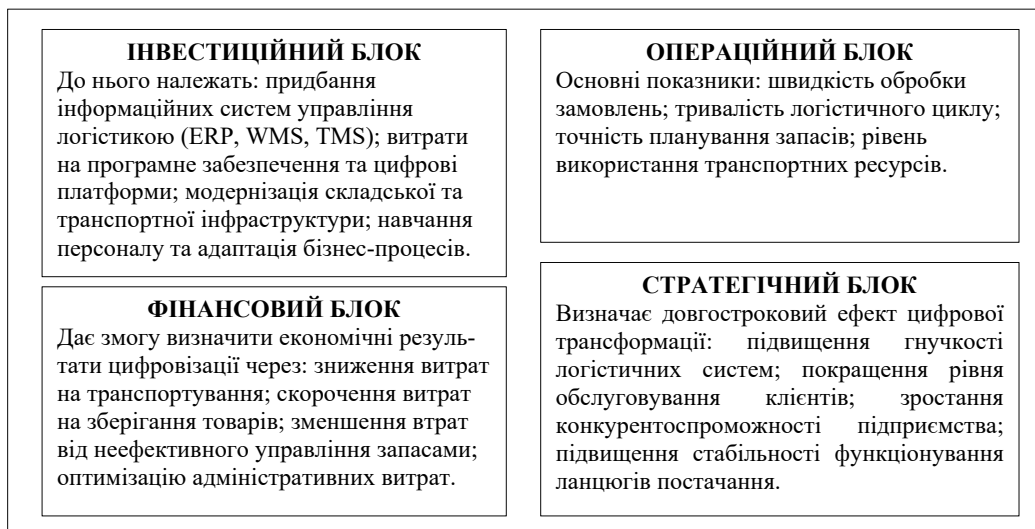 ІНВЕСТИЦІЙНИЙ БЛОК
До нього належать: придбання
інформаційних систем управління
логістикою (ERP, WMS, TMS); витрати
на програмне забезпечення та цифрові
платформи; модернізація складської та
транспортної інфраструктури; навчання
персоналу та адаптація бізнес-процесів.
ОПЕРАЦІЙНИЙ БЛОК
Основні показники: швидкість обробки
замовлень; тривалість логістичного циклу;
точність планування запасів; рівень
використання транспортних ресурсів.
ФІНАНСОВИЙ БЛОК
Дає змогу визначити економічні резуль-
тати цифровізації через: зниження витрат
на транспортування; скорочення витрат
на зберігання товарів; зменшення втрат
від неефективного управління запасами;
оптимізацію адміністративних витрат.
СТРАТЕГІЧНИЙ БЛОК
Визначає довгостроковий ефект цифрової
трансформації: підвищення гнучкості
логістичних систем; покращення рівня
обслуговування клієнтів; зростання
конкурентоспроможності підприємства;
підвищення стабільності функціонування
ланцюгів постачання.